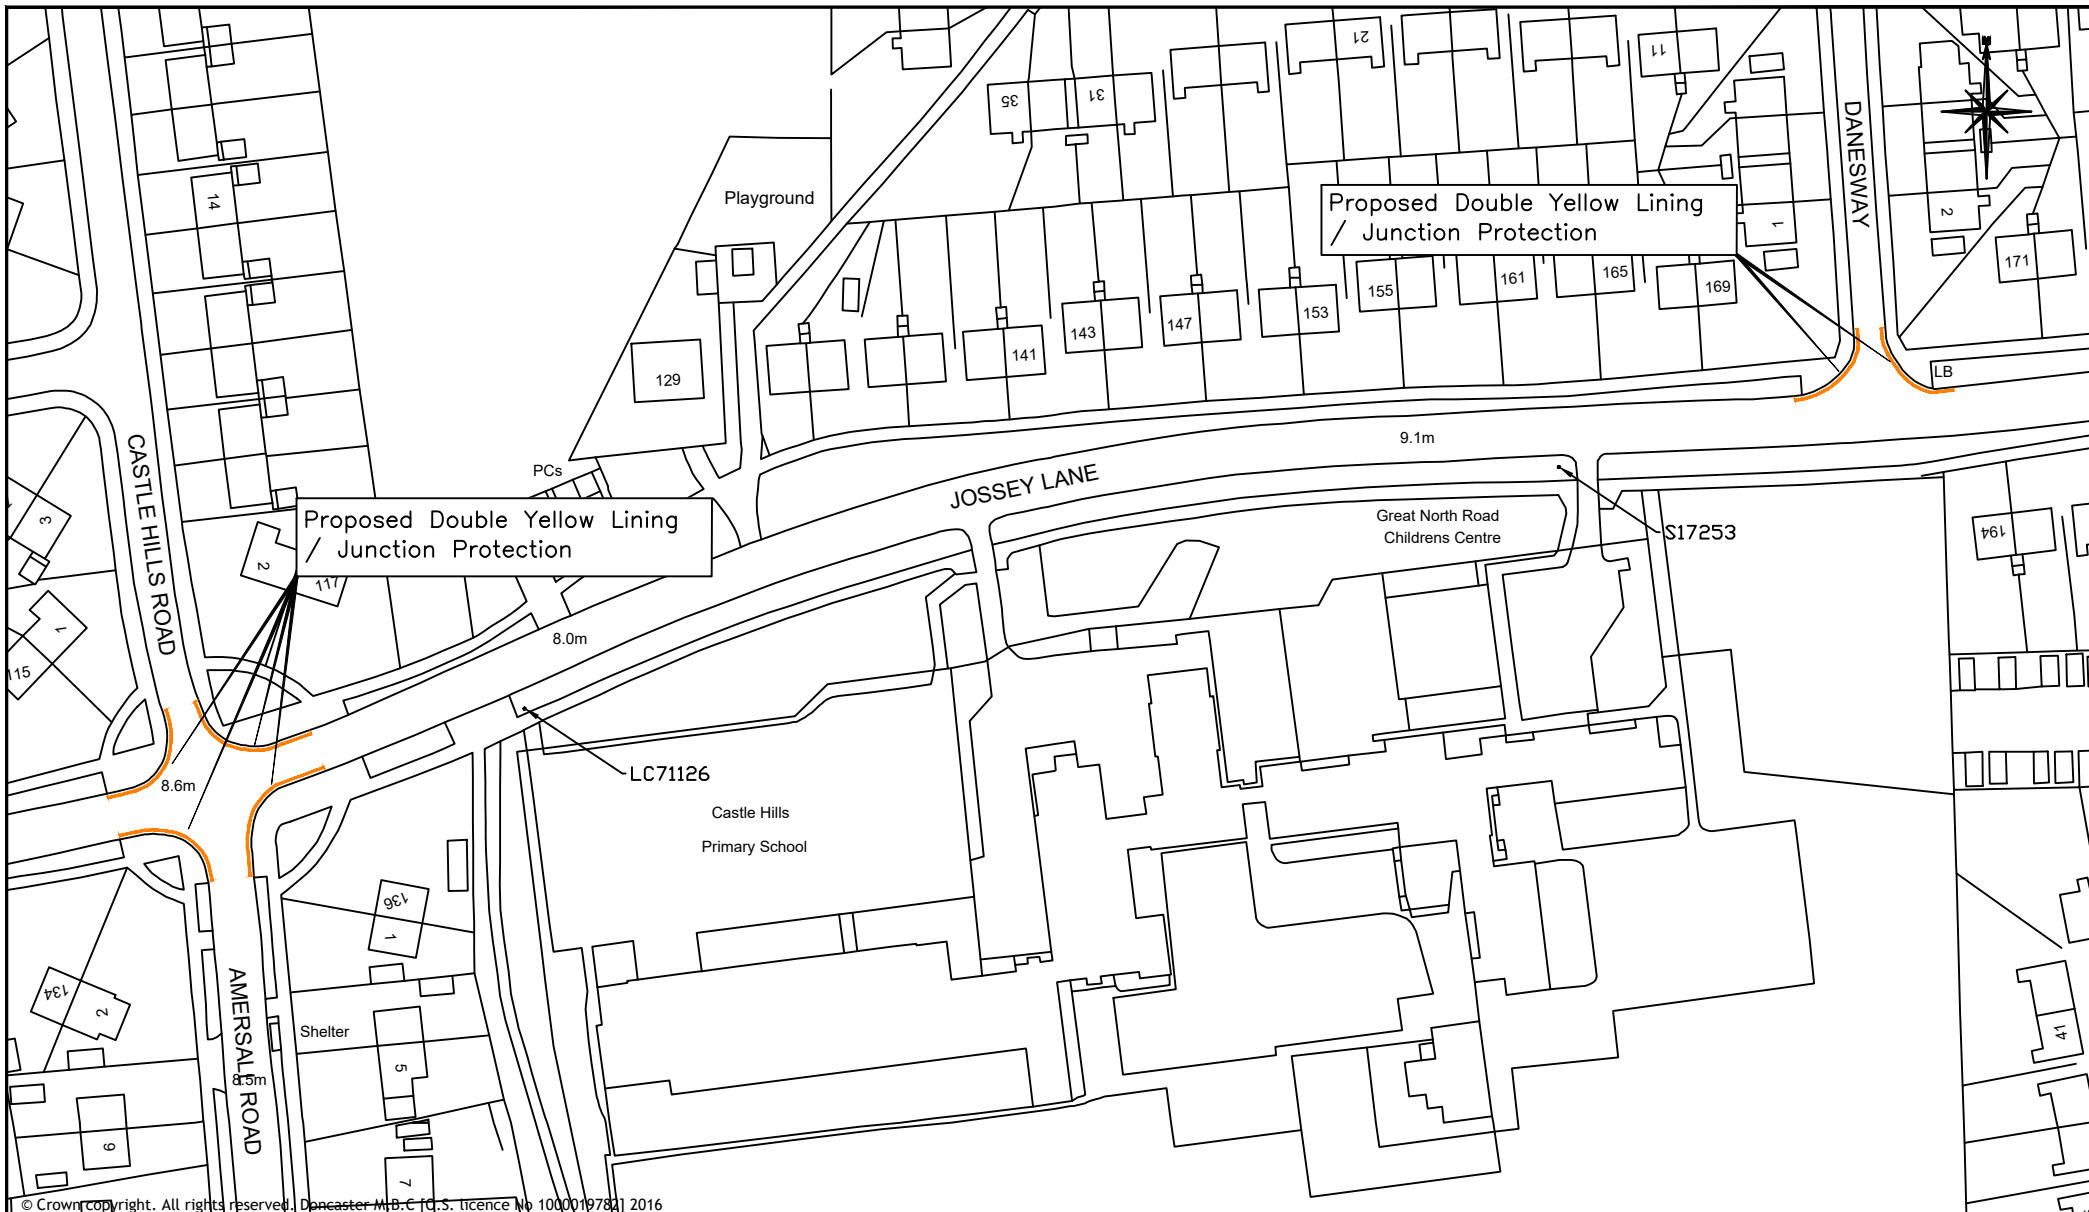 21
11
35
31
14
Playground
DANESWAY
Proposed Double Yellow Lining
/ Junction Protection
1
2
171
155
161
165
169
153
147
143
141
129
LB
9.1m
CASTLE HILLS ROAD
PCs
JOSSEY LANE
Proposed Double Yellow Lining
/ Junction Protection
Great North Road
Childrens Centre
S17253
194
3
2
117
1
115
8.0m
8.6m
LC71126
Castle Hills
Primary School
136
1
134
2
AMERSALL ROAD
Shelter
8.5m
5
41
9
7
© Crown copyright. All rights reserved. Doncaster M.B.C [O.S. licence No 1000019782] 2016